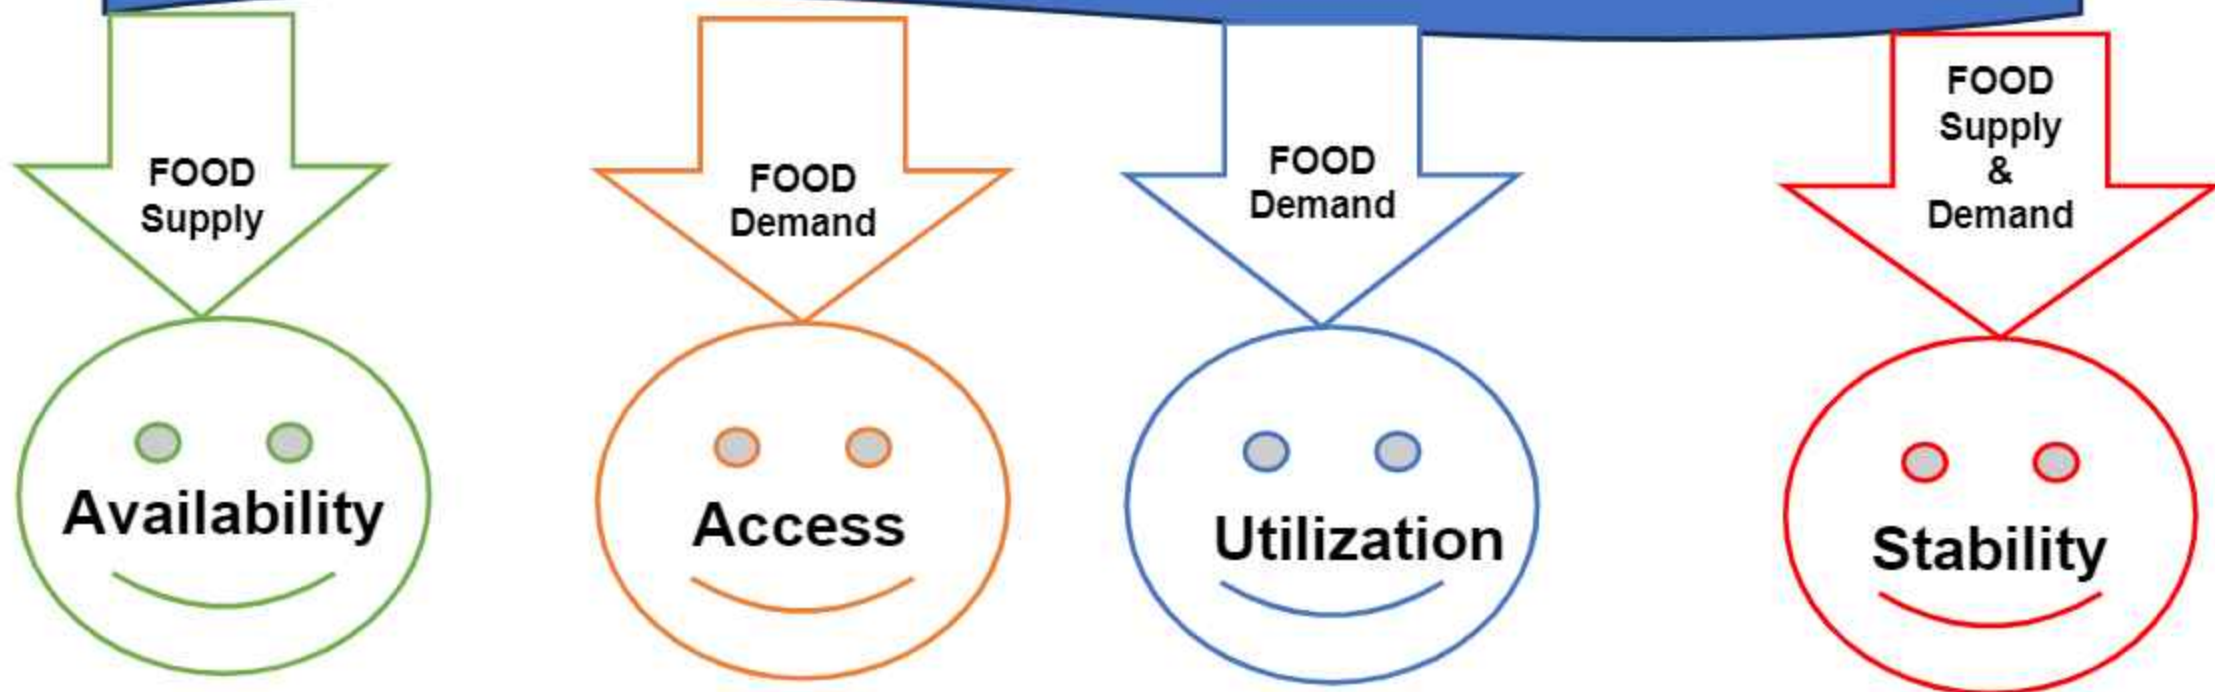 FOOD
Supply
FOOD
Demand
FOOD
Demand
FOOD
Supply
&
Demand
Availability
Access
Utilization
Stability